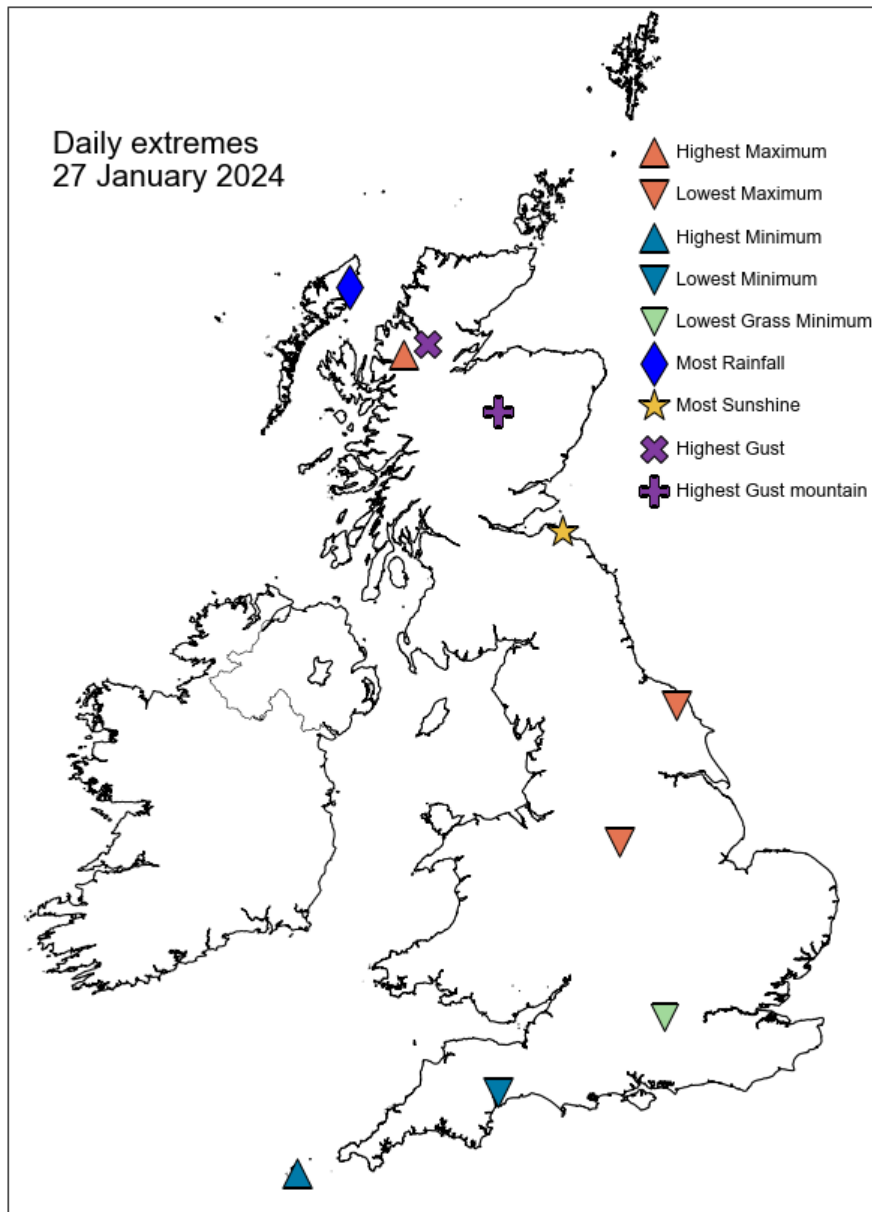 Daily extremes
27 January 2024
Highest Maximum
Lowest Maximum
Highest Minimum
Lowest Minimum
Lowest Grass Minimum
Most Rainfall
Most Sunshine
Highest Gust
Highest Gust mountain